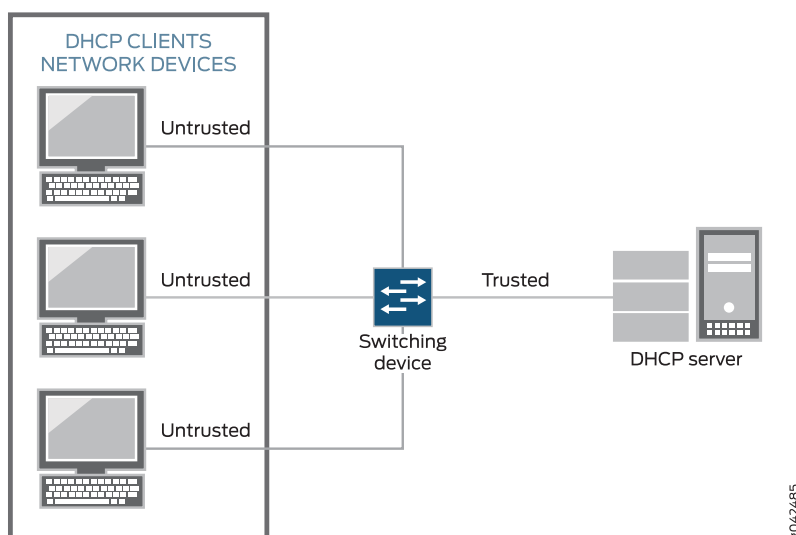 DHCP CLIENTS
NETWORK DEVICES
Untrusted
Untrusted
Trusted
Switching
device
DHCP server
Untrusted